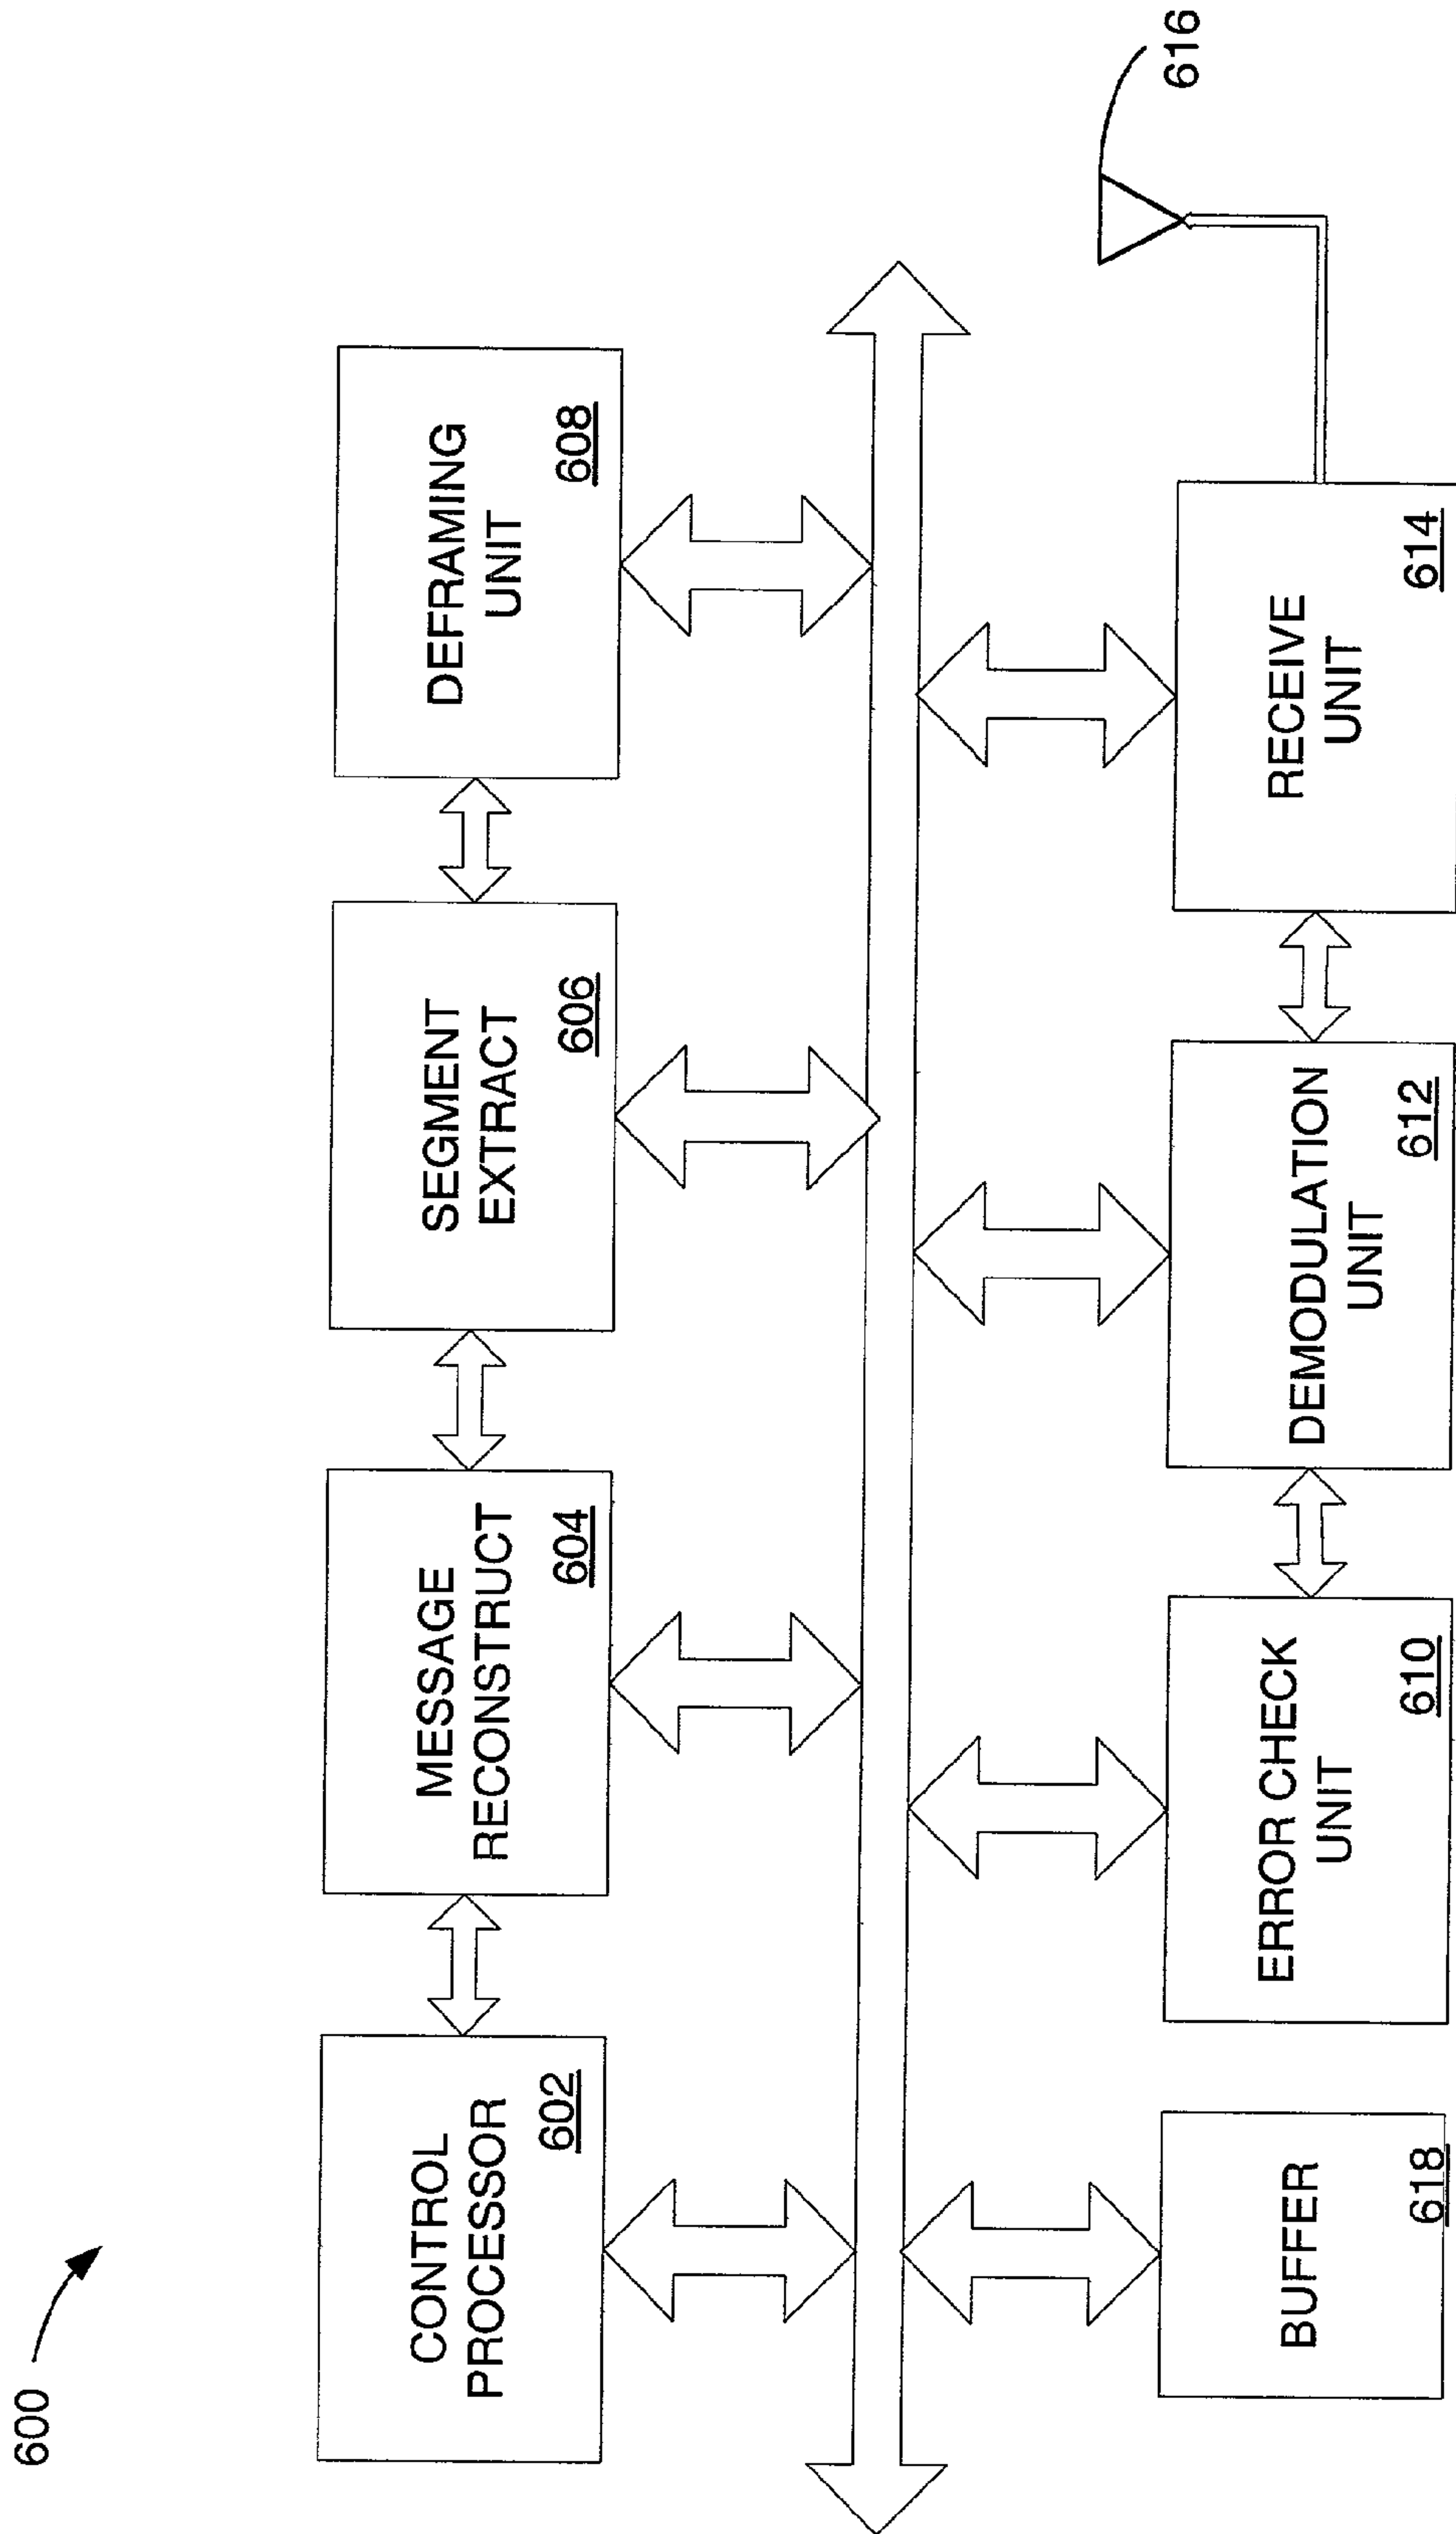 600
CONTROL
PROCESSOR
602
MESSAGE
RECONSTRUCT
604
SEGMENT
EXTRACT
606
DEFRAMING
UNIT
608
BUFFER
618
ERROR CHECK
UNIT
610
DEMODULATION
UNIT
612
RECEIVE
UNIT
614
616